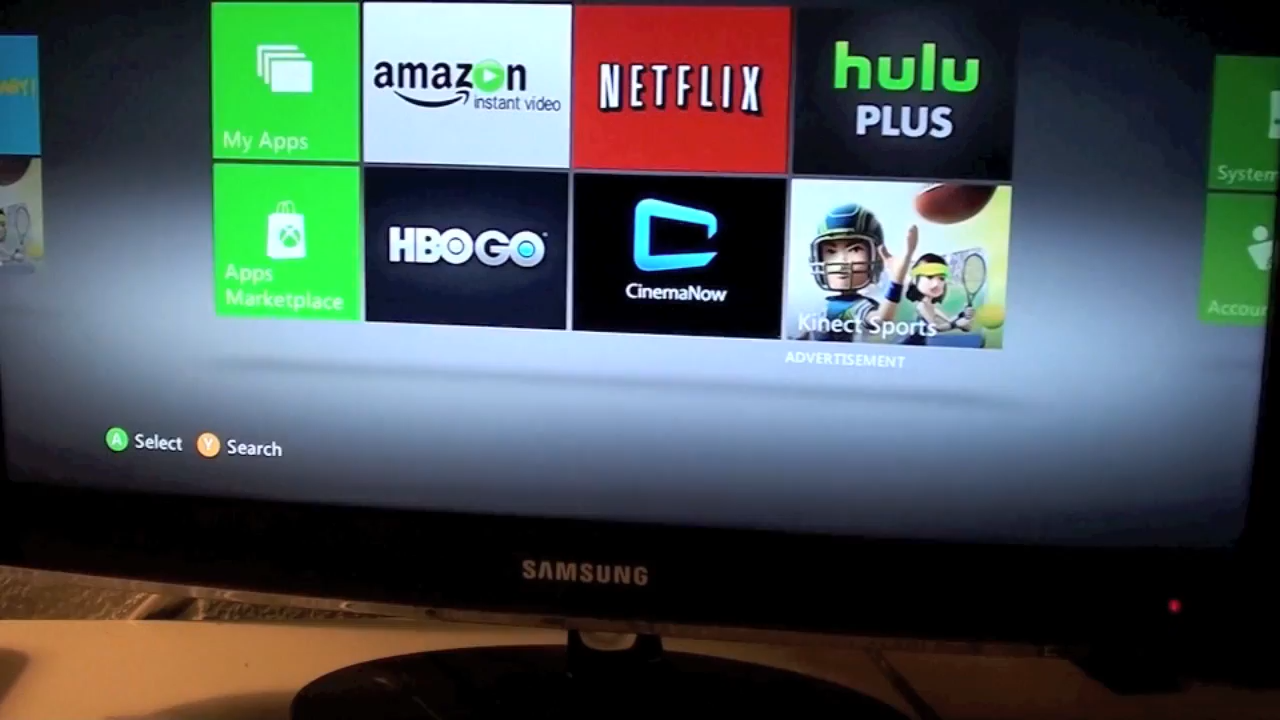 My Apps
amazon
instant video
NETFLIX
hulu
PLUS
System
Apps
Marketplace
HBO GO
CinemaNow
Kinect Sports
ADVERTISEMENT
A Select Y Search
SAMSUNG